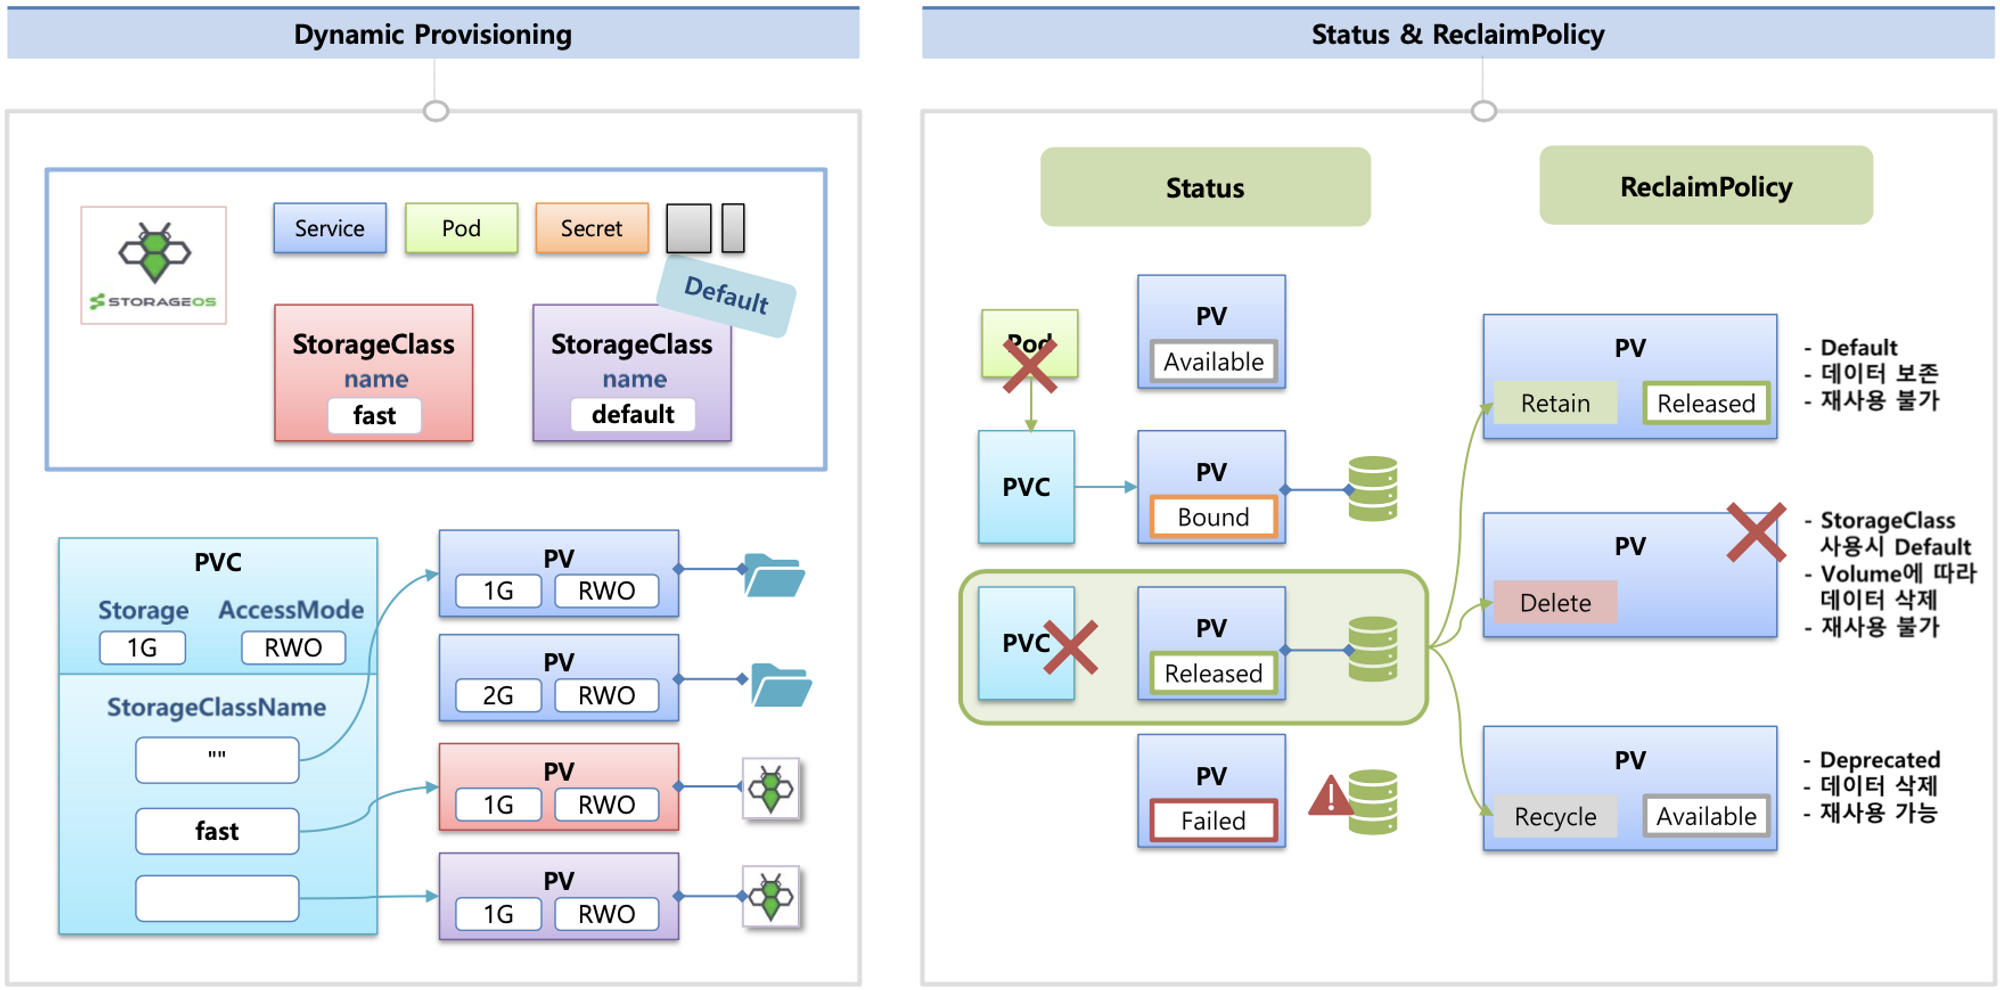 Dynamic Provisioning
STORAGEOS
Service
Pod
Secret
Default
StorageClass
name
fast
StorageClass
name
default
PVC
Storage
AccessMode
1G
RWO
StorageClassName
""
fast
PV
1G
RWO
PV
2G
RWO
PV
1G
RWO
PV
1G
RWO
Status & ReclaimPolicy
Status
ReclaimPolicy
Pod
PV
Available
PVC
PV
Bound
PVC
PV
Released
PV
Failed
PV
Retain
Released
- Default
- 데이터 보존
- 재사용 불가
PV
Delete
- StorageClass
사용시 Default
- Volume에 따라
데이터 삭제
- 재사용 불가
PV
Recycle
Available
- Deprecated
- 데이터 삭제
- 재사용 가능